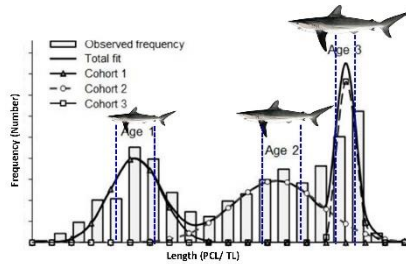 Observed frequency
Total fit
Cohort 1
Cohort 2
Cohort 3
Age 1
Age 2
Age 3
Frequency (Number)
Length (PCL/ TL)